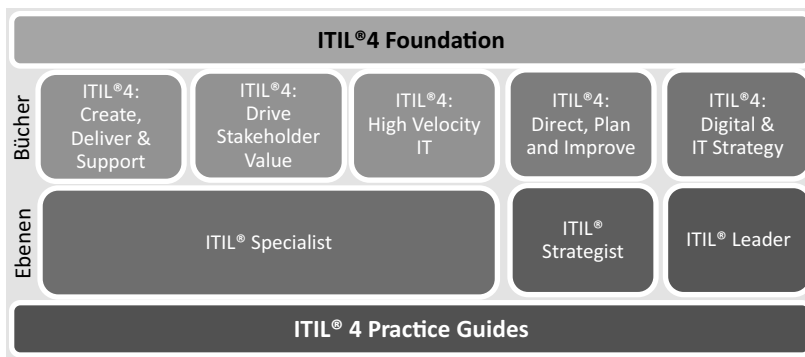 ITIL®4 Foundation
Bücher
ITIL®4:
Create,
Deliver &
Support
ITIL®4:
Drive
Stakeholder
Value
ITIL®4:
High Velocity
IT
ITIL®4:
Direct, Plan
and Improve
ITIL®4:
Digital &
IT Strategy
Ebenen
ITIL® Specialist
ITIL®
Strategist
ITIL® Leader
ITIL® 4 Practice Guides